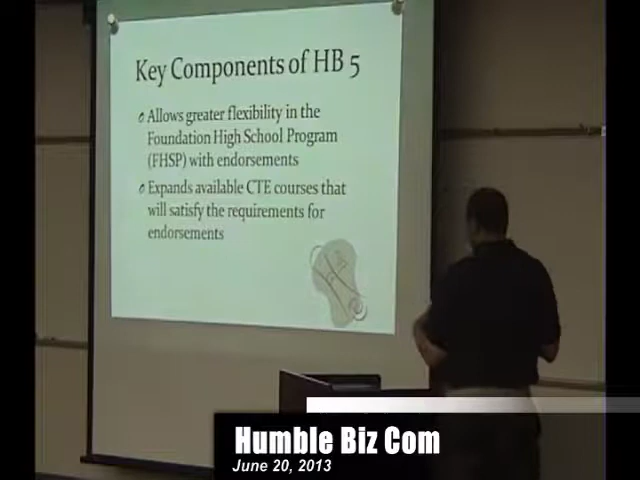 Key Components of HB 5
Allows greater flexibility in the
Foundation High School Program
(FHSP) with endorsements
Expands available CTE courses that
will satisfy the requirements for
endorsements
Humble Biz Com
June 20, 2013